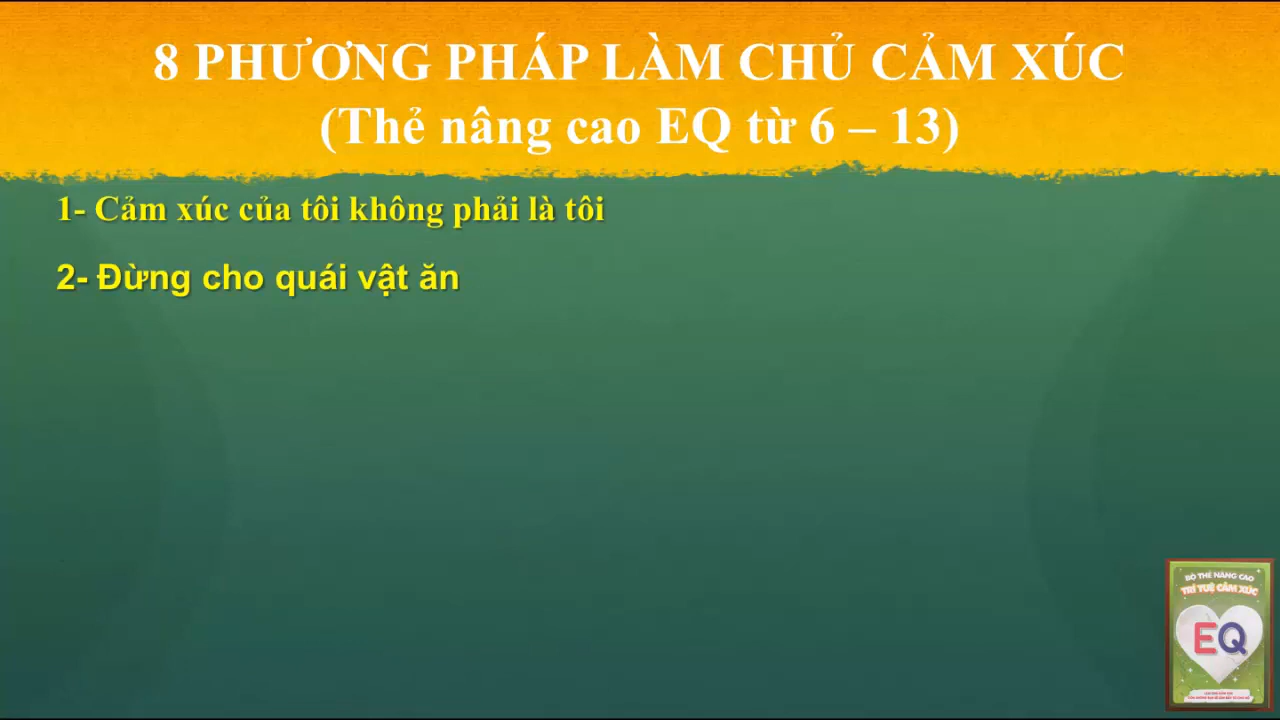 8 PHƯƠNG PHÁP LÀM CHỦ CẢM XÚC
(Thẻ nâng cao EQ từ 6 – 13)
1- Cảm xúc của tôi không phải là tôi
2- Đừng cho quái vật ăn
BỘ THẺ NÂNG CAO
TRÍ TUỆ CẢM XÚC
EQ